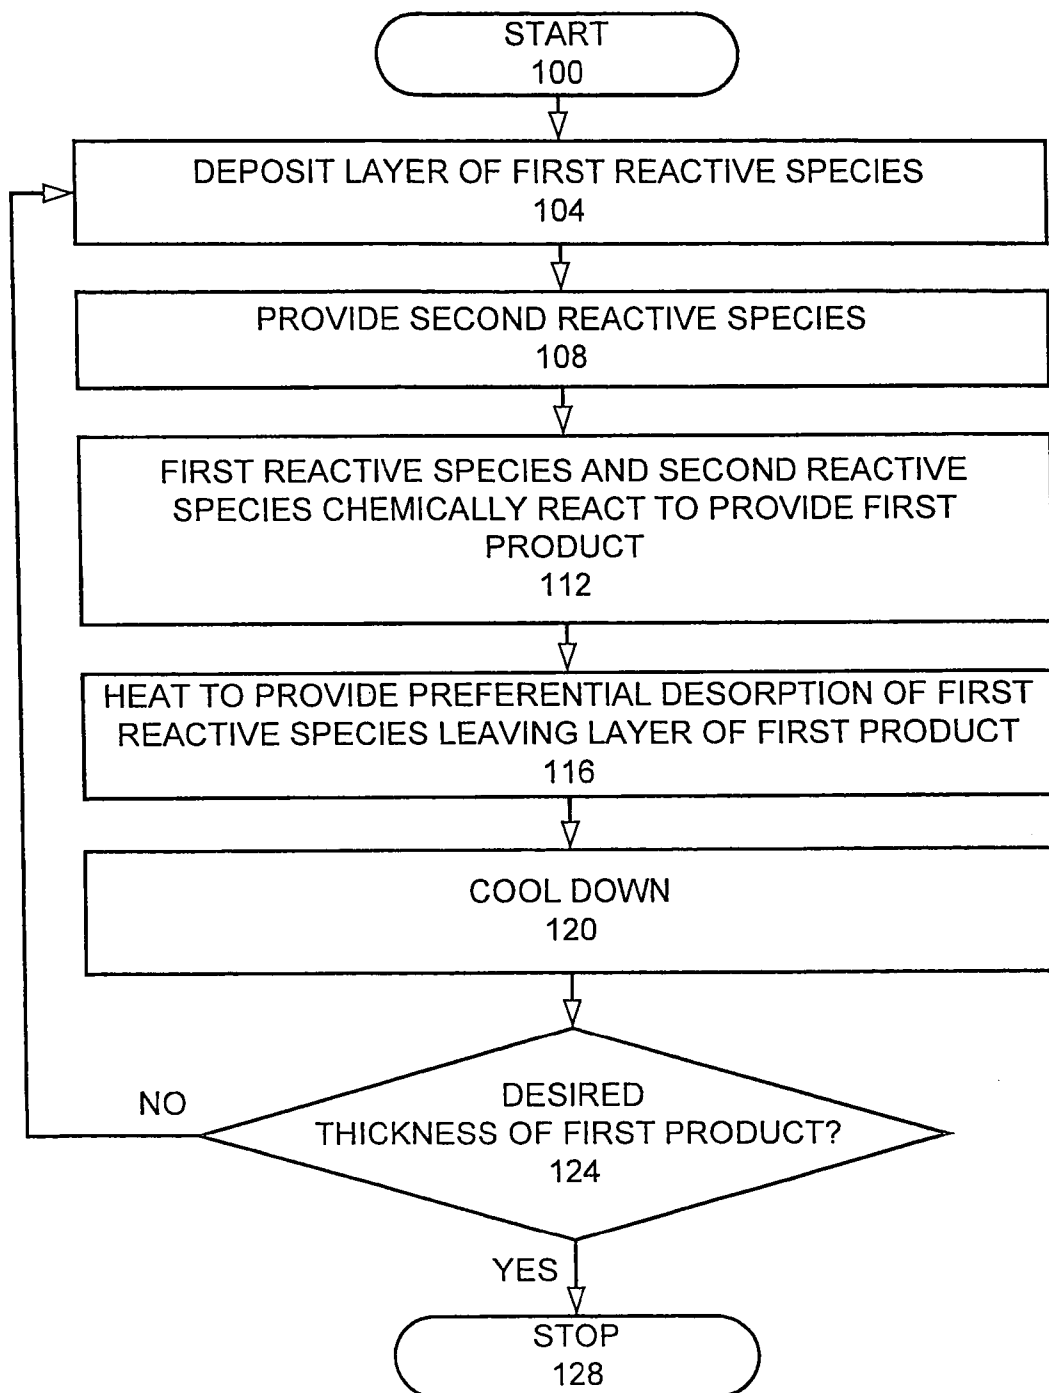 START
100
DEPOSIT LAYER OF FIRST REACTIVE SPECIES
104
PROVIDE SECOND REACTIVE SPECIES
108
FIRST REACTIVE SPECIES AND SECOND REACTIVE
SPECIES CHEMICALLY REACT TO PROVIDE FIRST
PRODUCT
112
HEAT TO PROVIDE PREFERENTIAL DESORPTION OF FIRST
REACTIVE SPECIES LEAVING LAYER OF FIRST PRODUCT
116
COOL DOWN
120
NO
DESIRED
THICKNESS OF FIRST PRODUCT?
124
YES
STOP
128